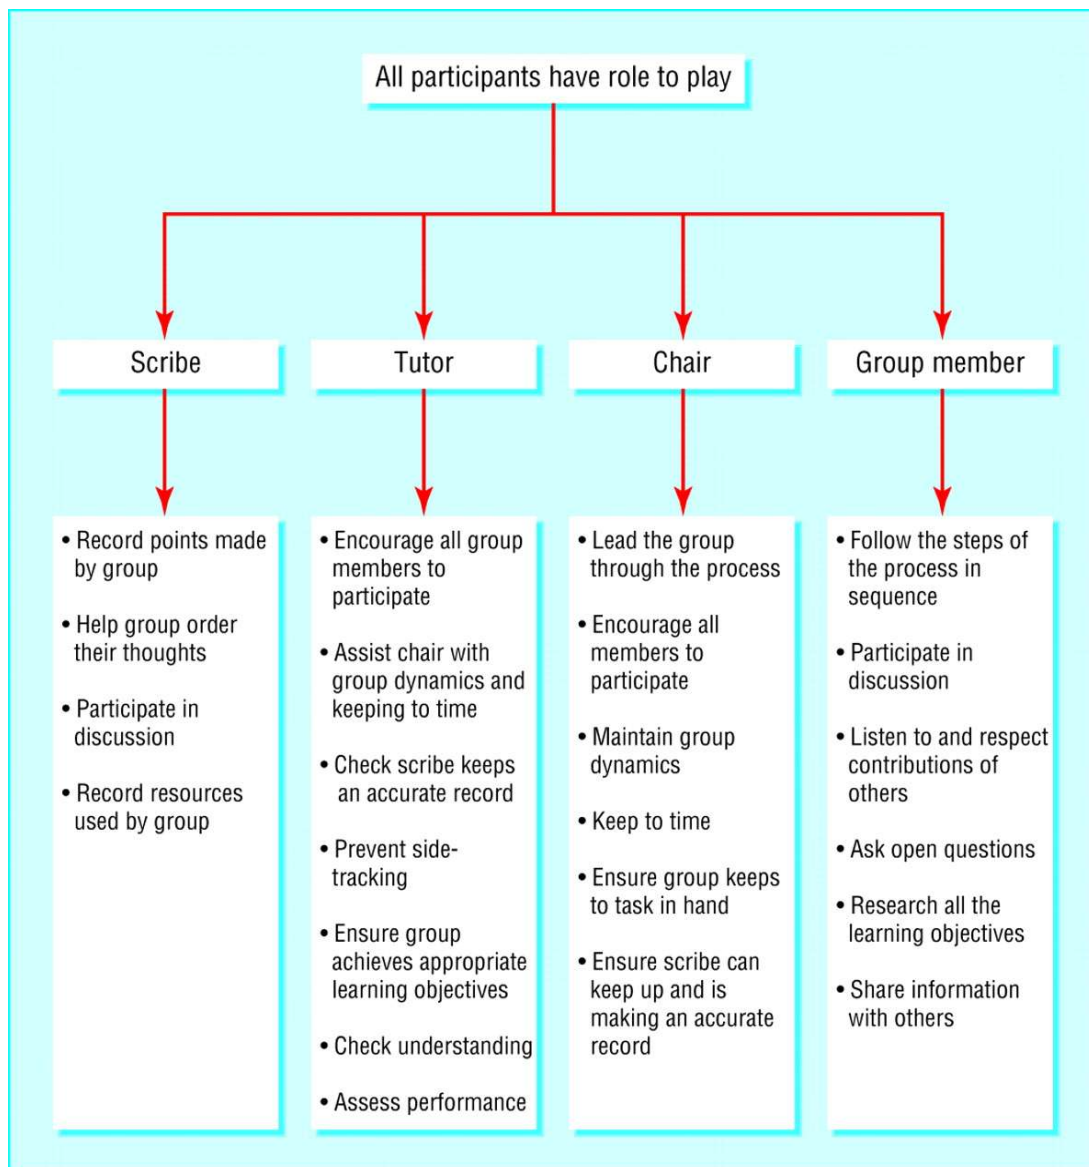 All participants have role to play
Scribe
Tutor
Chair
Group member
• Record points made
by group
• Help group order
their thoughts
• Participate in
discussion
• Record resources
used by group
• Encourage all group
members to
participate
• Assist chair with
group dynamics and
keeping to time
• Check scribe keeps
an accurate record
• Prevent side-
tracking
• Ensure group
achieves appropriate
learning objectives
• Check understanding
• Assess performance
• Lead the group
through the process
• Encourage all
members to
participate
• Maintain group
dynamics
• Keep to time
• Ensure group keeps
to task in hand
• Ensure scribe can
keep up and is
making an accurate
record
• Follow the steps of
the process in
sequence
• Participate in
discussion
• Listen to and respect
contributions of
others
• Ask open questions
• Research all the
learning objectives
• Share information
with others